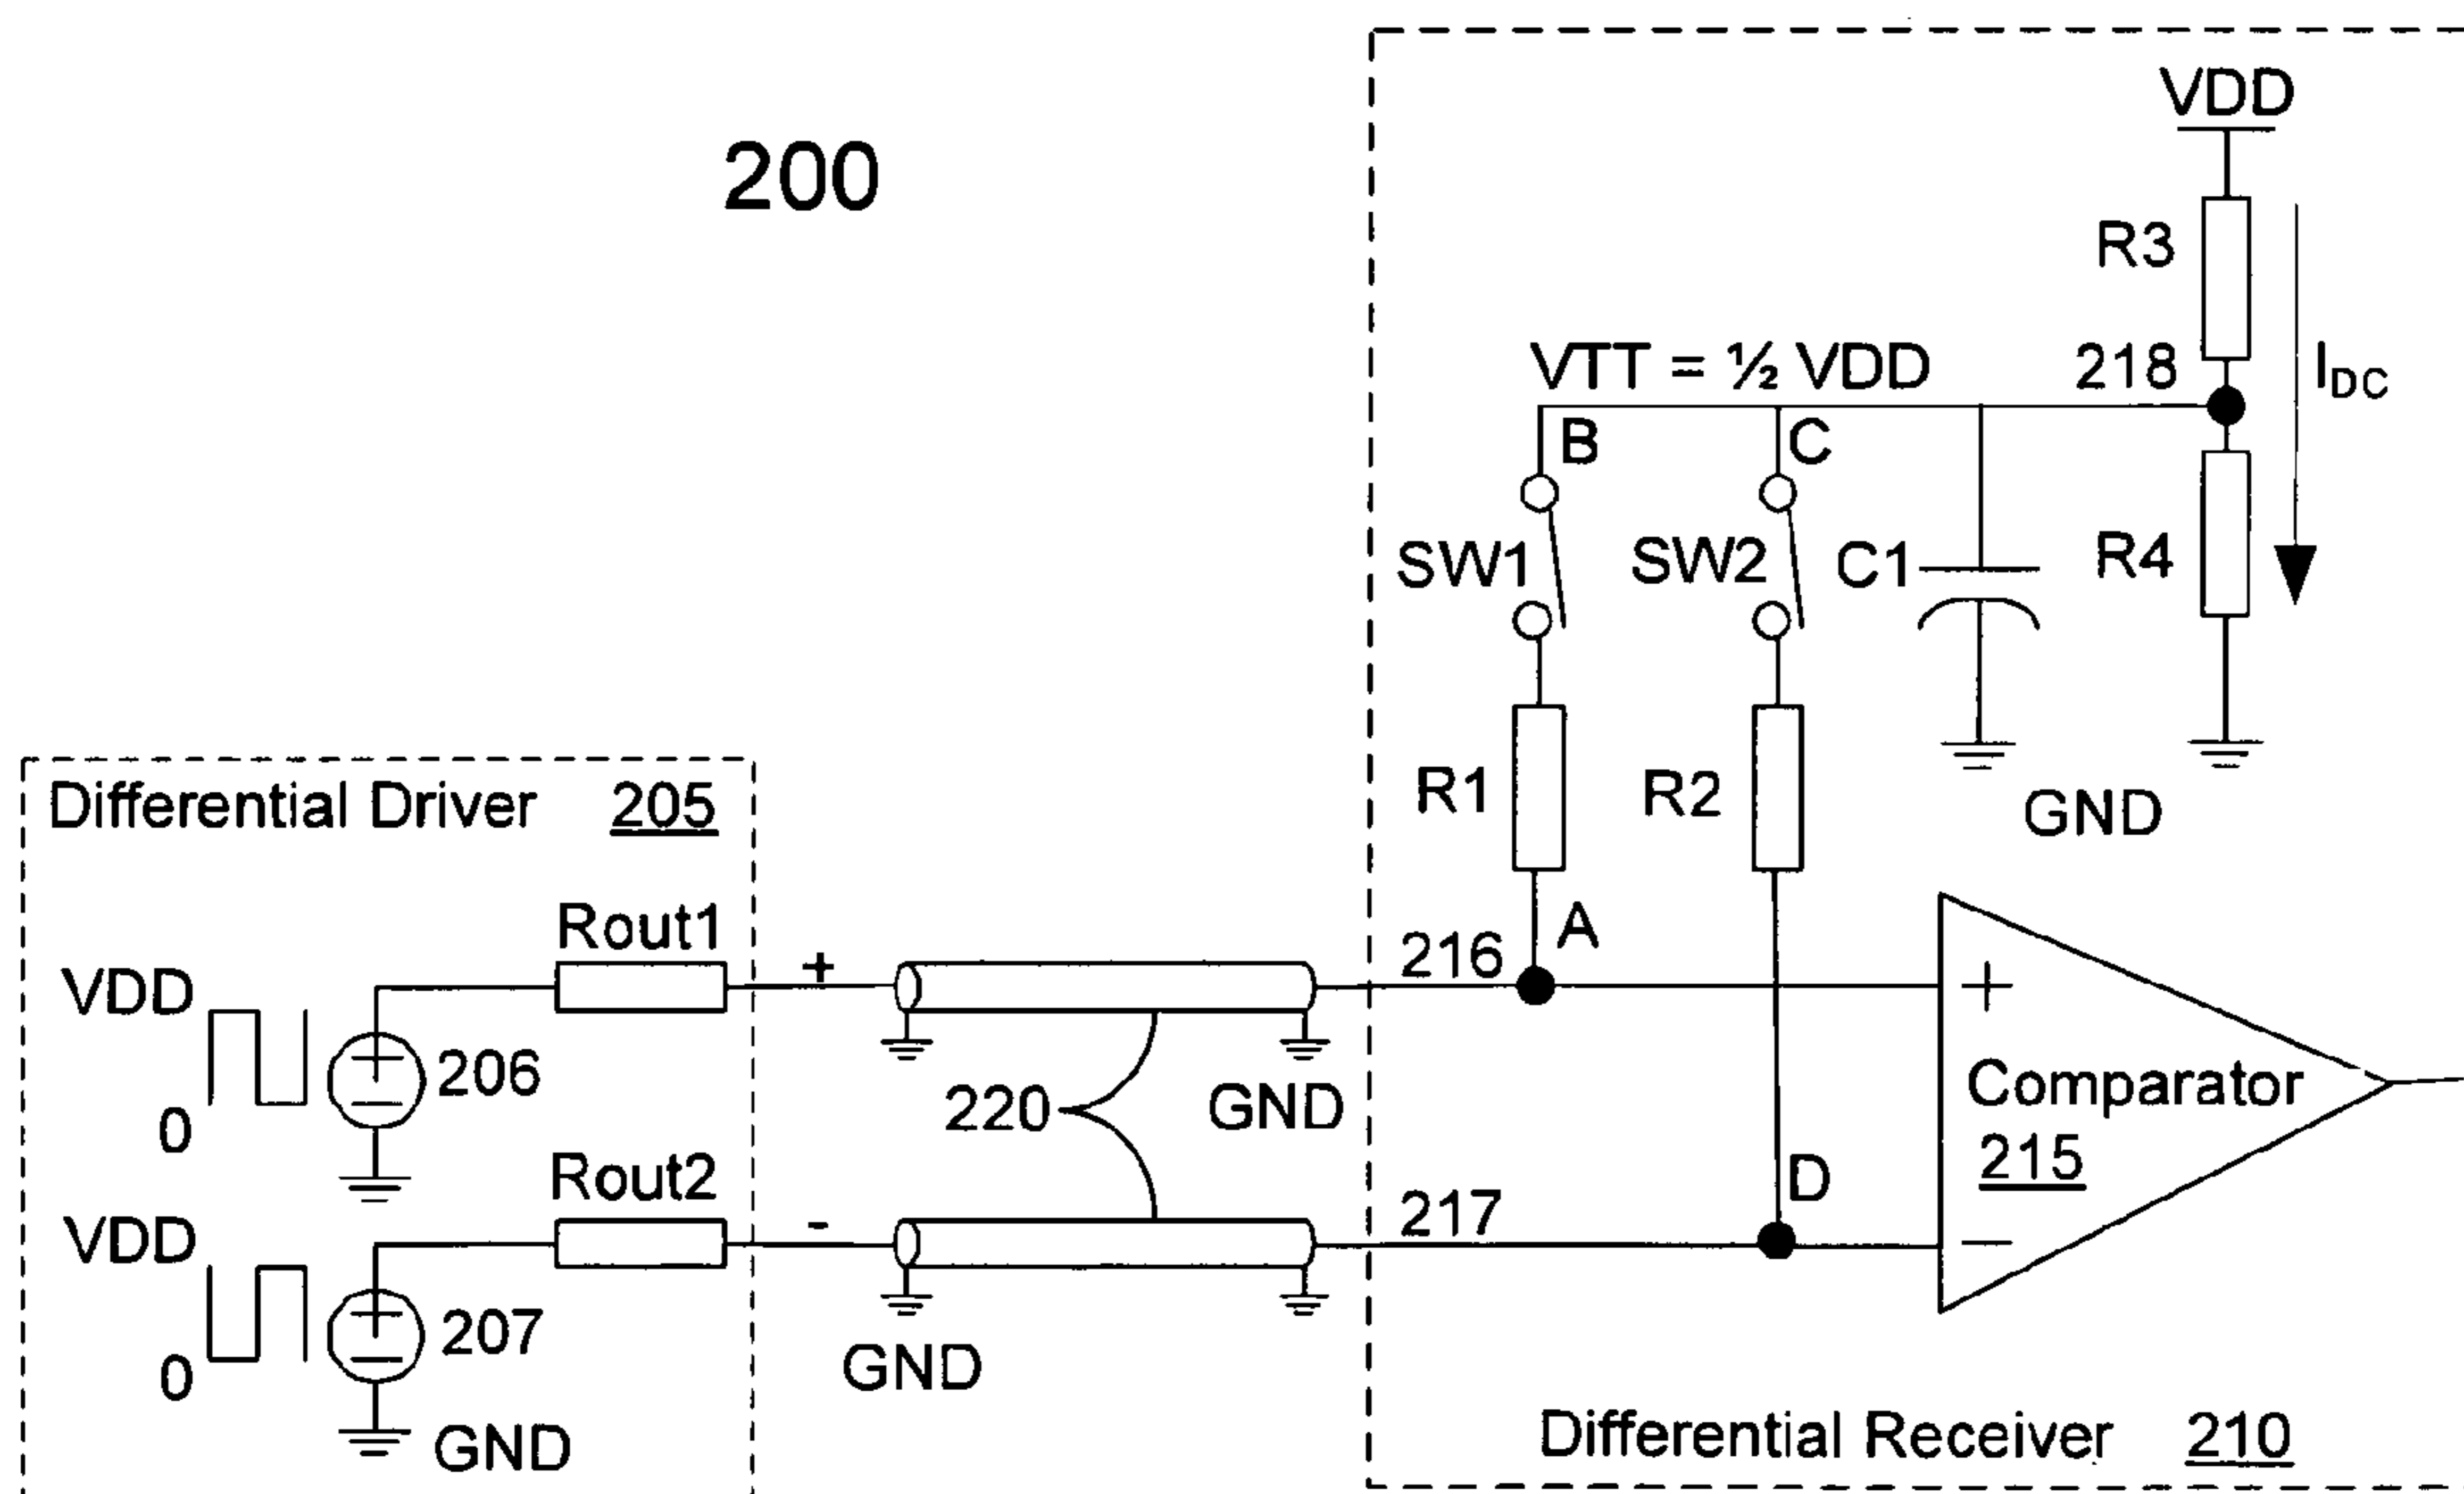 200
VDD
R3
VTT = ½ VDD
218
IDC
B
C
SW1
SW2
C1
R4
R1
R2
GND
Differential Driver 205
Rout1
+
216
A
VDD
206
0
+
Comparator
215
220
GND
Rout2
-
217
D
VDD
207
0
GND
GND
Differential Receiver 210